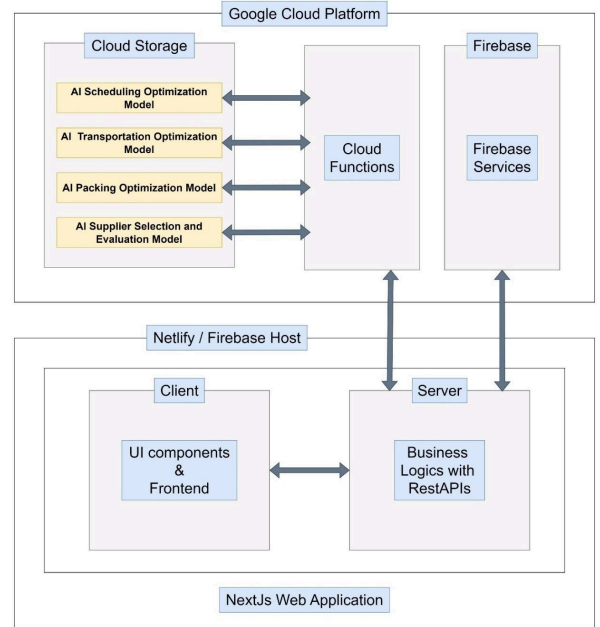 Google Cloud Platform
Cloud Storage
Firebase
AI Scheduling Optimization
Model
AI Transportation Optimization
Model
AI Packing Optimization Model
AI Supplier Selection and
Evaluation Model
Cloud
Functions
Firebase
Services
Netlify / Firebase Host
Client
Server
UI components
&
Frontend
Business
Logics with
RestAPIs
NextJs Web Application